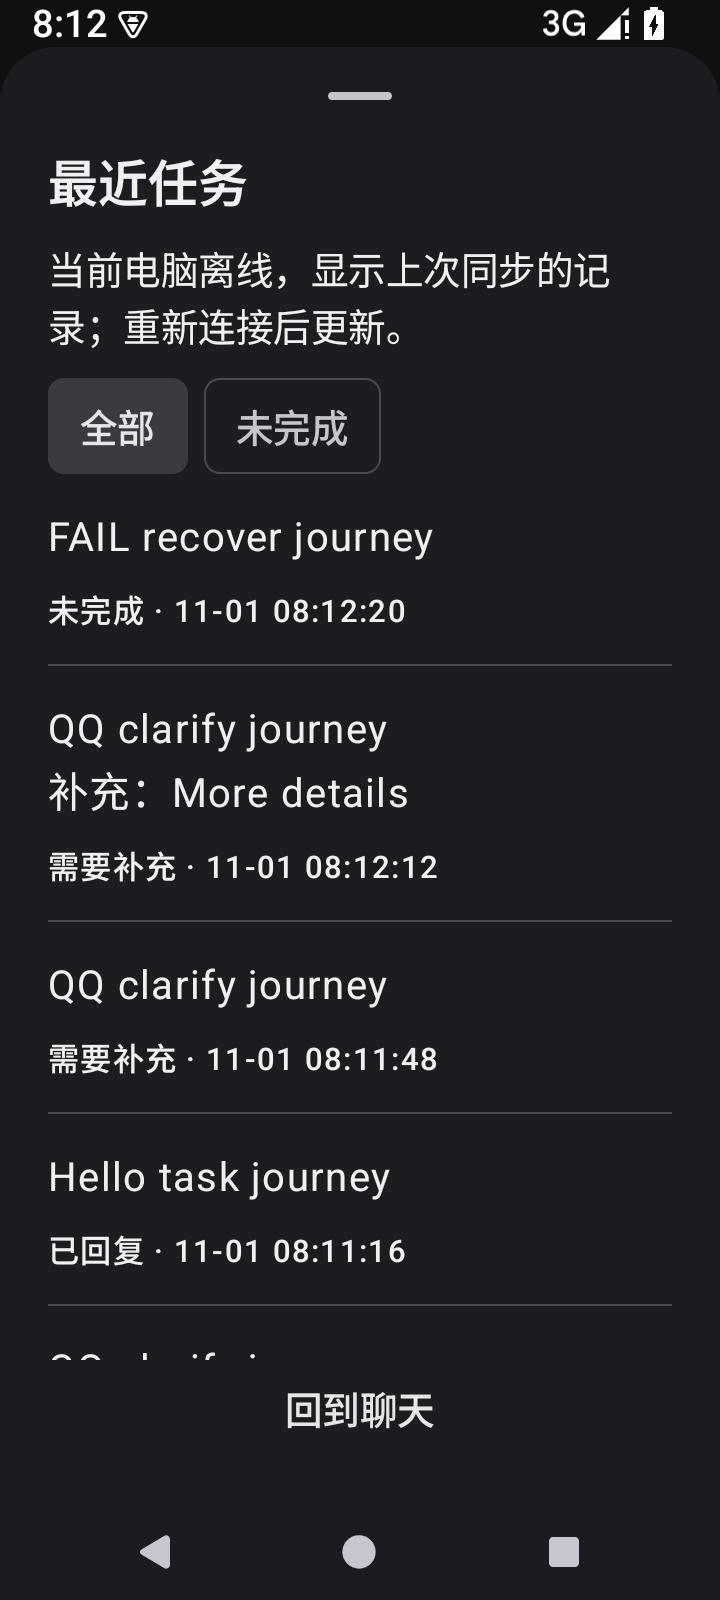 8:12
3G
最近任务
当前电脑离线，显示上次同步的记
录；重新连接后更新。
全部
未完成
FAIL recover journey
未完成 · 11-01 08:12:20
QQ clarify journey
补充：More details
需要补充 · 11-01 08:12:12
QQ clarify journey
需要补充 · 11-01 08:11:48
Hello task journey
已回复 · 11-01 08:11:16
回到聊天